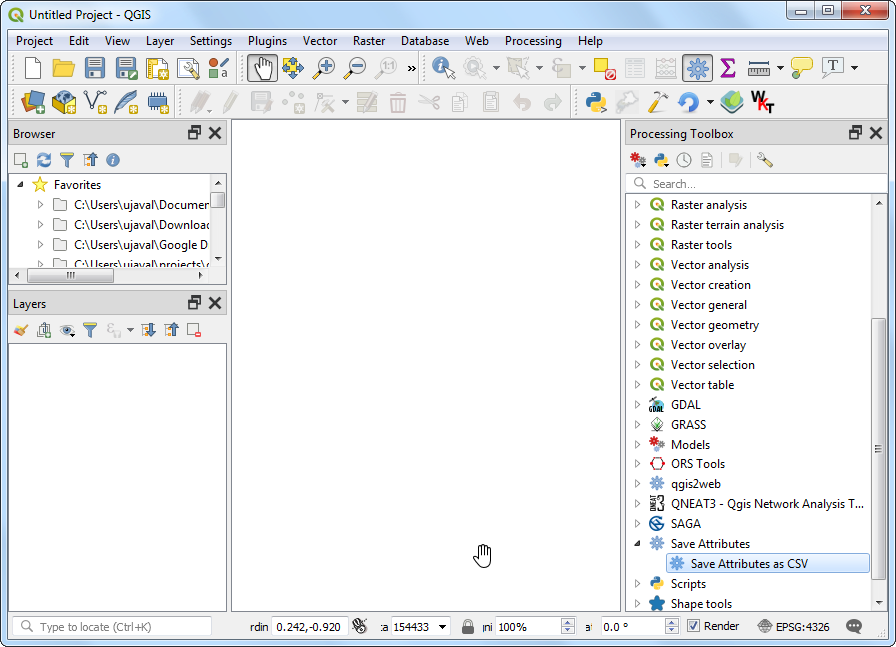 Untitled Project - QGIS
Project Edit View Layer Settings Plugins Vector Raster Database Web Processing Help
1:1 »
T
WKT
Browser
Favorites
C:\Users\ujaval\Documen
C:\Users\ujaval\Downloac
C:\Users\ujaval\Google D
C:\Users\ujaval\projects\
Layers
Processing Toolbox
Search...
Raster analysis
Raster terrain analysis
Raster tools
Vector analysis
Vector creation
Vector general
Vector geometry
Vector overlay
Vector selection
Vector table
GDAL
GRASS
Models
ORS Tools
qgis2web
QNEAT3 - Qgis Network Analysis T...
SAGA
Save Attributes
Save Attributes as CSV
Scripts
Shape tools
Type to locate (Ctrl+K) rdin 0.242,-0.920 154433 100% 0.0 ° Render EPSG:4326